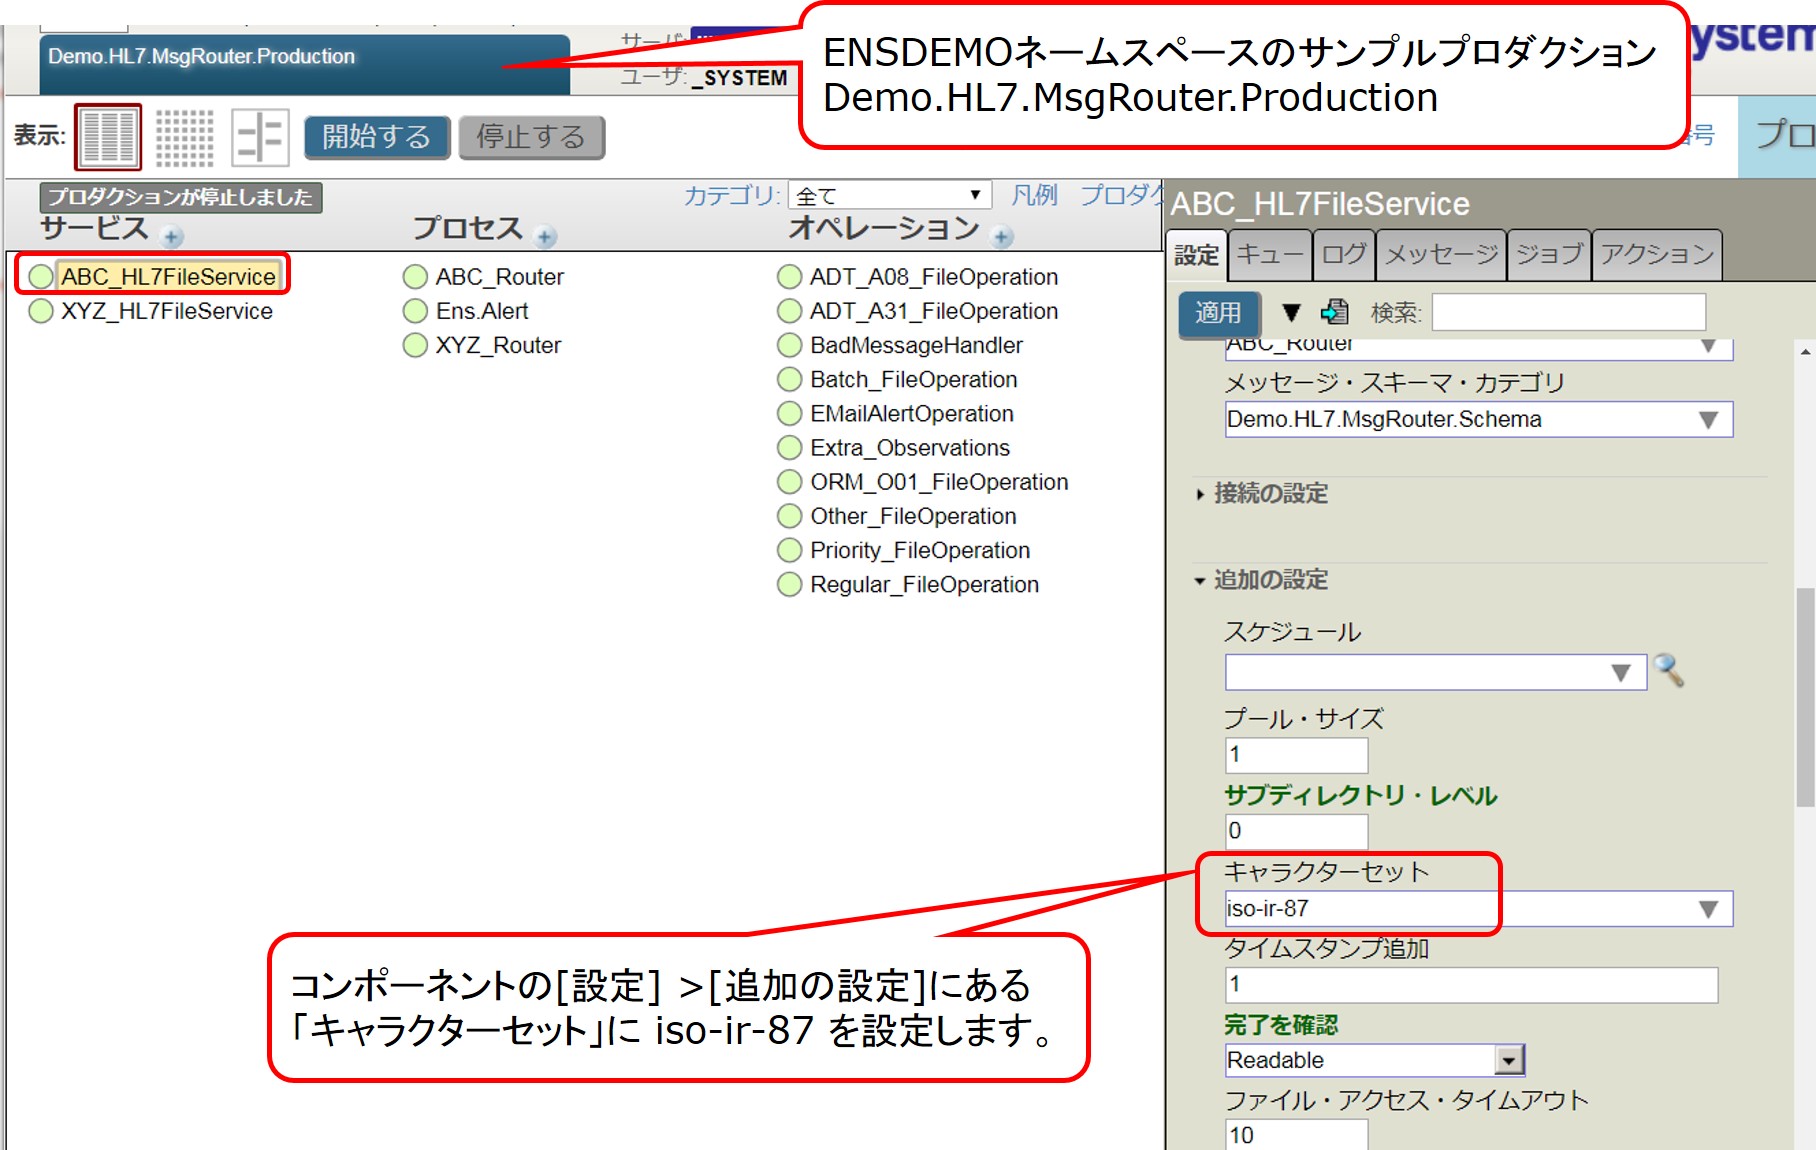 Demo.HL7.MsgRouter.Production
サーバ:
ユーザ: _SYSTEM
ENSDEMOネームスペースのサンプルプロダクション
Demo.HL7.MsgRouter.Production
表示:
開始する
停止する
番号
プロ
プロダクションが停止しました
カテゴリ: 全て
凡例
プロダク
サービス
プロセス
オペレーション
ABC_HL7FileService
XYZ_HL7FileService
ABC_Router
Ens.Alert
XYZ_Router
ADT_A08_FileOperation
ADT_A31_FileOperation
BadMessageHandler
Batch_FileOperation
EMailAlertOperation
Extra_Observations
ORM_O01_FileOperation
Other_FileOperation
Priority_FileOperation
Regular_FileOperation
ABC_HL7FileService
設定 キュー ログ メッセージ ジョブ アクション
適用 検索:
ABC_Router
メッセージ・スキーマ・カテゴリ
Demo.HL7.MsgRouter.Schema
接続の設定
追加の設定
スケジュール
プール・サイズ
1
サブディレクトリ・レベル
0
キャラクターセット
iso-ir-87
タイムスタンプ追加
1
完了を確認
Readable
ファイル・アクセス・タイムアウト
10
コンポーネントの[設定] >[追加の設定]にある
「キャラクターセット」に iso-ir-87 を設定します。